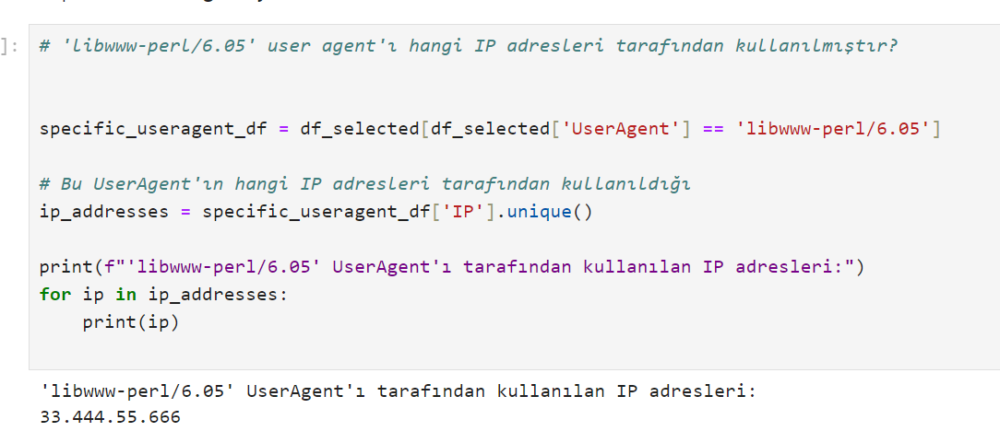 ]: # 'libwww-perl/6.05' user agent'ı hangi IP adresleri tarafından kullanılmıştır?
specific_useragent_df = df_selected[df_selected['UserAgent'] == 'libwww-perl/6.05']
# Bu UserAgent'ın hangi IP adresleri tarafından kullanıldığı
ip_addresses = specific_useragent_df['IP'].unique()
print(f"'libwww-perl/6.05' UserAgent'ı tarafından kullanılan IP adresleri:")
for ip in ip_addresses:
    print(ip)
'libwww-perl/6.05' UserAgent'ı tarafından kullanılan IP adresleri:
33.444.55.666